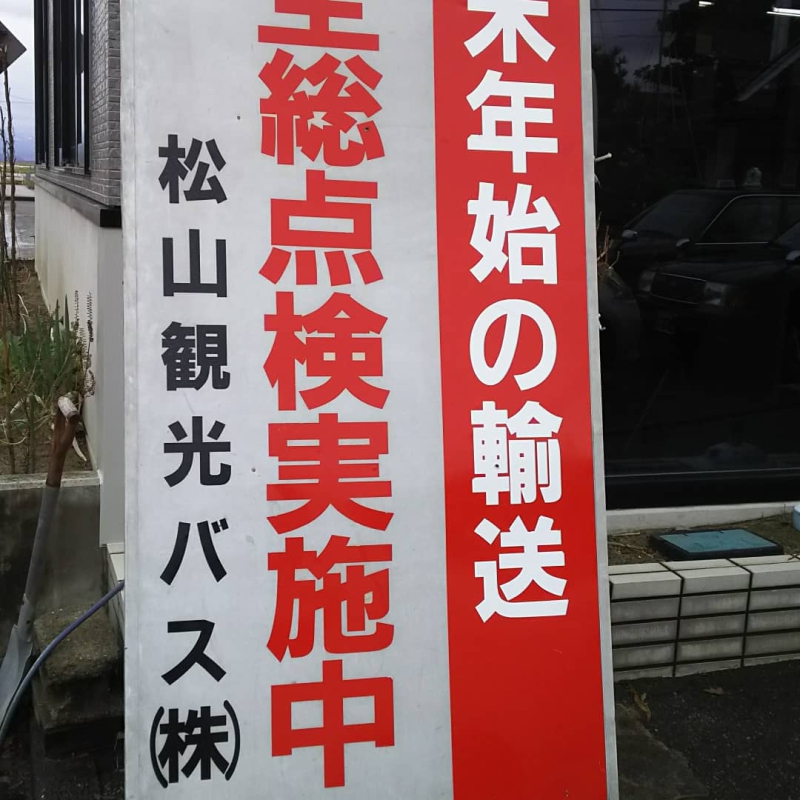 末年始の輸送
全総点検実施中
松山観光バス(株)